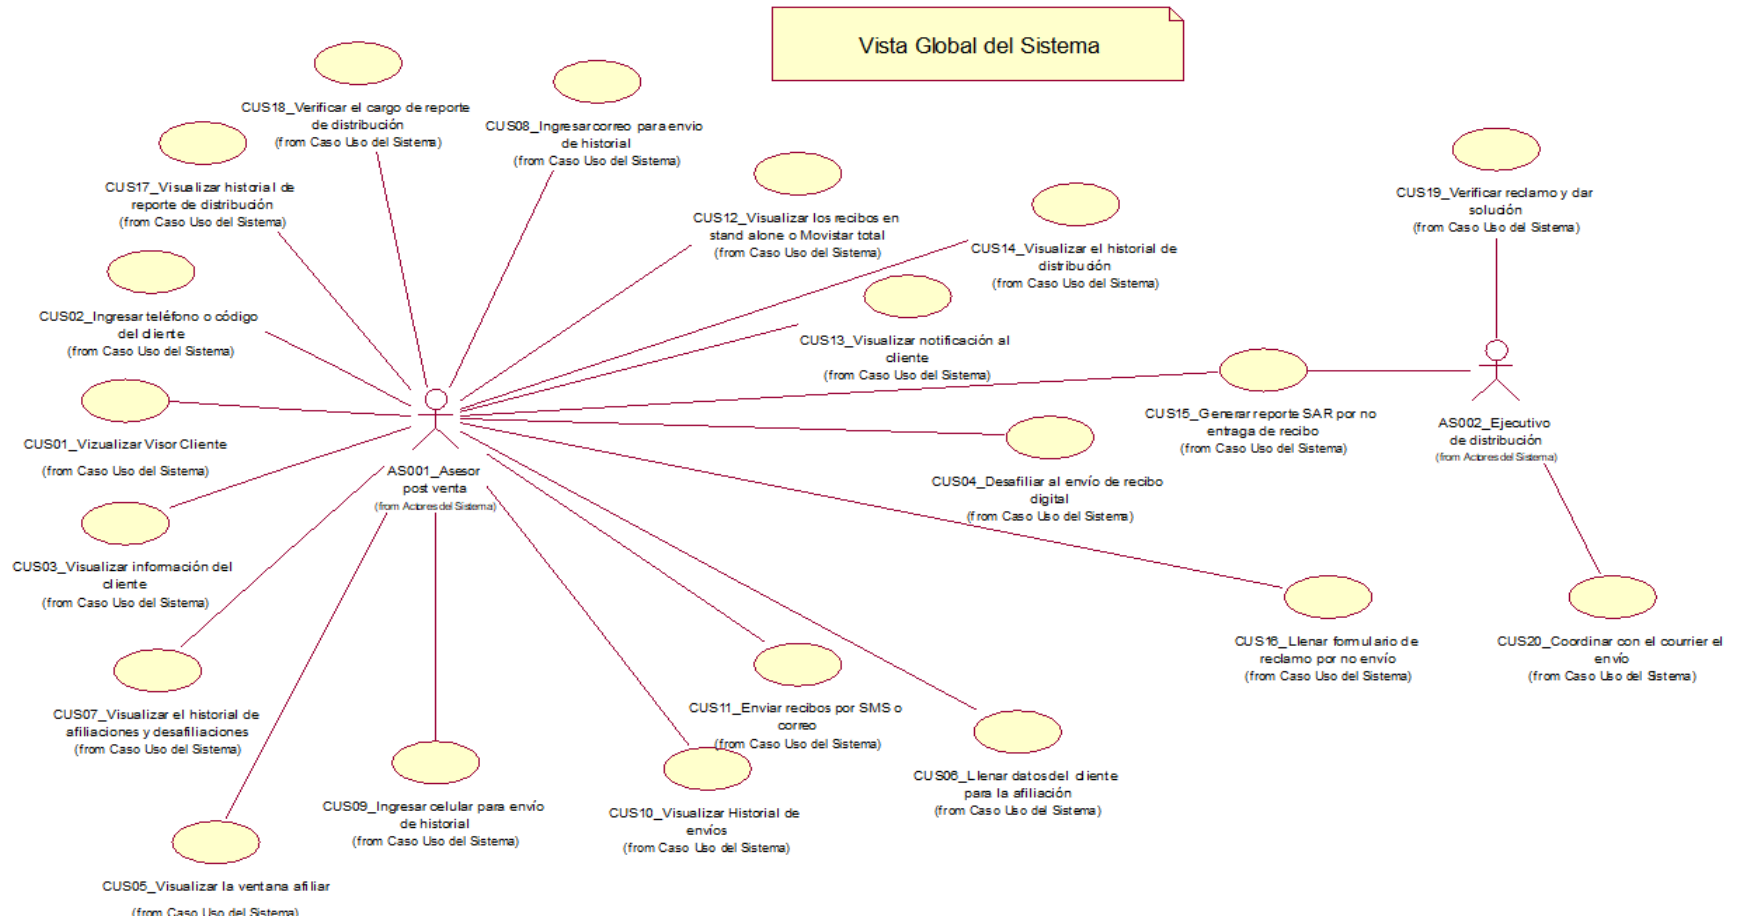 Vista Global del Sistema
CUS18_Verificar el cargo de reporte
de distribución
(from Caso Uso del Sistema)
CUS08_Ingresar correo para envio
de historial
(from Caso Uso del Sistema)
CUS17_Visualizar historial de
reporte de distribución
(from Caso Uso del Sistema)
CUS12_Visualizar los recibos en
stand alone o Movistar total
(from Caso Uso del Sistema)
CUS14_Visualizar el historial de
distribución
(from Caso Uso del Sistema)
CUS19_Verificar reclamo y dar
solución
(from Caso Uso del Sistema)
CUS02_Ingresar teléfono o código
del cliente
(from Caso Uso del Sistema)
CUS13_Visualizar notificación al
cliente
(from Caso Uso del Sistema)
CUS15_Generar reporte SAR por no
entraga de recibo
(from Caso Uso del Sistema)
AS002_Ejecutivo
de distribución
(from Actores del Sistema)
CUS01_Vizualizar Visor Cliente
(from Caso Uso del Sistema)
AS001_Asesor
post venta
(from Actores del Sistema)
CUS04_Desafiliar al envío de recibo
digital
(from Caso Uso del Sistema)
CUS03_Visualizar información del
cliente
(from Caso Uso del Sistema)
CUS16_Llenar formulario de
reclamo por no envío
(from Caso Uso del Sistema)
CUS20_Coordinar con el courrier el
envío
(from Caso Uso del Sistema)
CUS07_Visualizar el historial de
afiliaciones y desafiliaciones
(from Caso Uso del Sistema)
CUS11_Enviar recibos por SMS o
correo
(from Caso Uso del Sistema)
CUS06_Llenar datos del cliente
para la afiliación
(from Caso Uso del Sistema)
CUS09_Ingresar celular para envío
de historial
(from Caso Uso del Sistema)
CUS10_Visualizar Historial de
envíos
(from Caso Uso del Sistema)
CUS05_Visualizar la ventana afiliar
(from Caso Uso del Sistema)